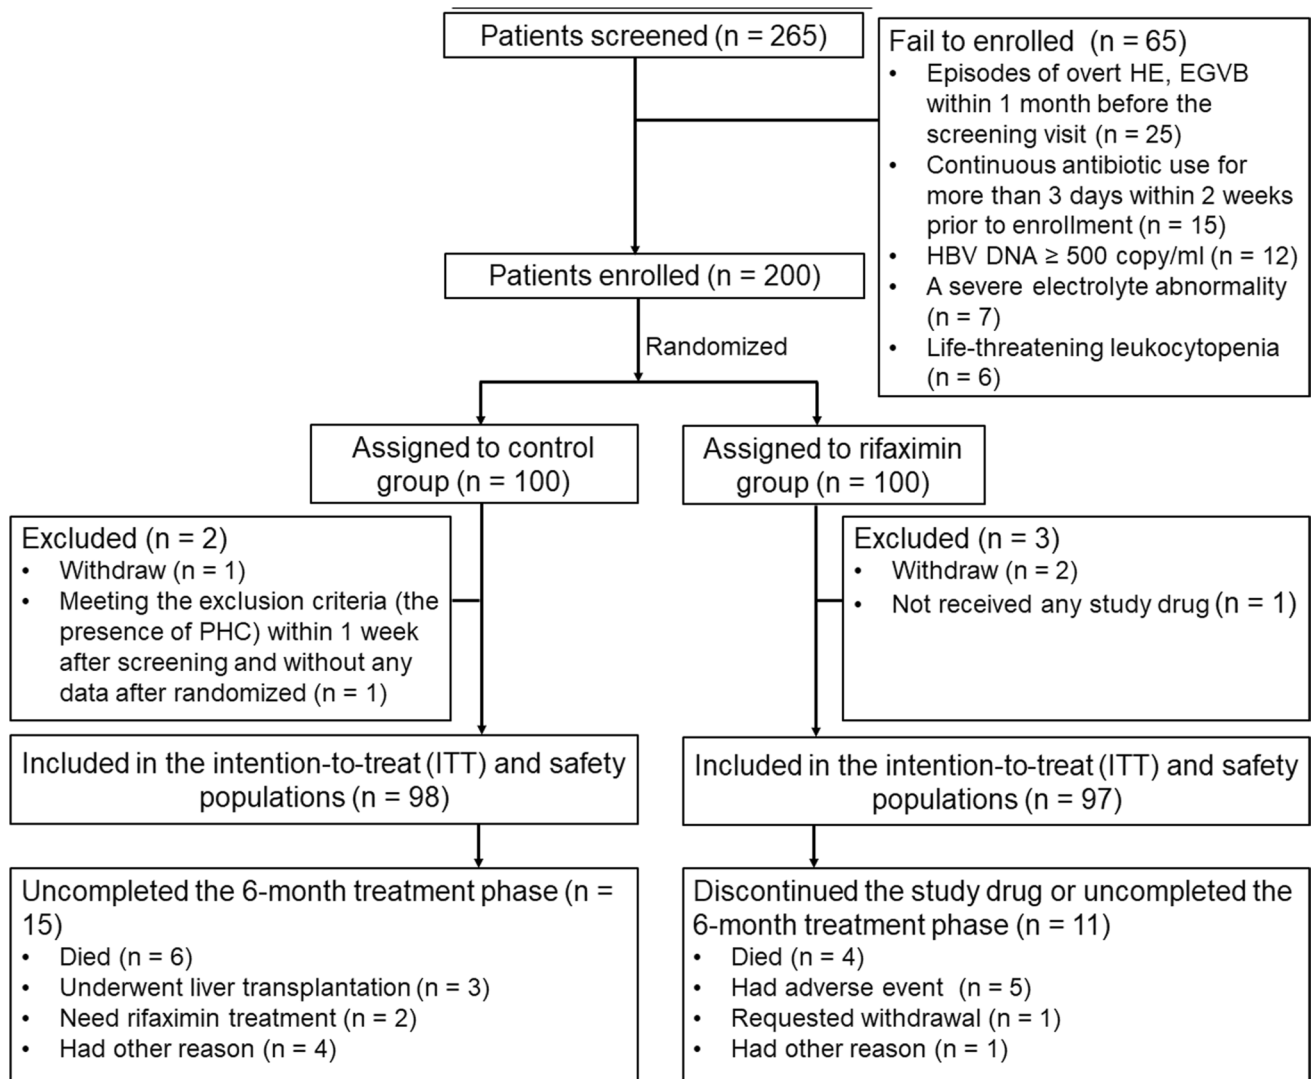 Patients screened (n = 265)
Fail to enrolled (n = 65)
• Episodes of overt HE, EGVB
within 1 month before the
screening visit (n = 25)
• Continuous antibiotic use for
more than 3 days within 2 weeks
prior to enrollment (n = 15)
• HBV DNA ≥ 500 copy/ml (n = 12)
• A severe electrolyte abnormality
(n = 7)
• Life-threatening leukocytopenia
(n = 6)
Patients enrolled (n = 200)
Randomized
Assigned to control
group (n = 100)
Assigned to rifaximin
group (n = 100)
Excluded (n = 2)
• Withdraw (n = 1)
• Meeting the exclusion criteria (the
presence of PHC) within 1 week
after screening and without any
data after randomized (n = 1)
Excluded (n = 3)
• Withdraw (n = 2)
• Not received any study drug (n = 1)
Included in the intention-to-treat (ITT) and safety
populations (n = 98)
Included in the intention-to-treat (ITT) and safety
populations (n = 97)
Uncompleted the 6-month treatment phase (n =
15)
• Died (n = 6)
• Underwent liver transplantation (n = 3)
• Need rifaximin treatment (n = 2)
• Had other reason (n = 4)
Discontinued the study drug or uncompleted the
6-month treatment phase (n = 11)
• Died (n = 4)
• Had adverse event (n = 5)
• Requested withdrawal (n = 1)
• Had other reason (n = 1)